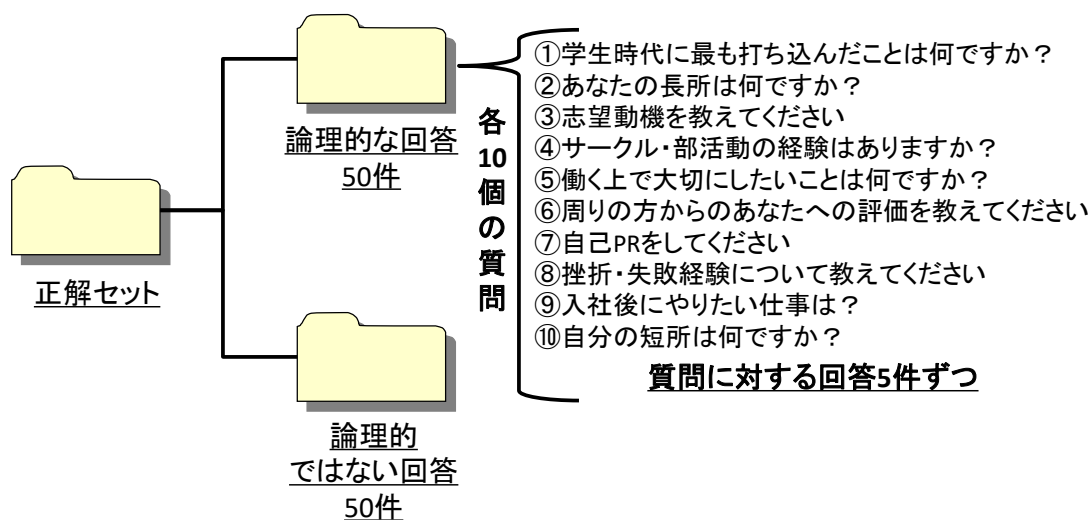 正解セット
論理的な回答
50件
論理的
ではない回答
50件
各10個の質問
①学生時代に最も打ち込んだことは何ですか？
②あなたの長所は何ですか？
③志望動機を教えてください
④サークル・部活動の経験はありますか？
⑤働く上で大切にしたいことは何ですか？
⑥周りの方からのあなたへの評価を教えてください
⑦自己PRをしてください
⑧挫折・失敗経験について教えてください
⑨入社後にやりたい仕事は？
⑩自分の短所は何ですか？
質問に対する回答5件ずつ